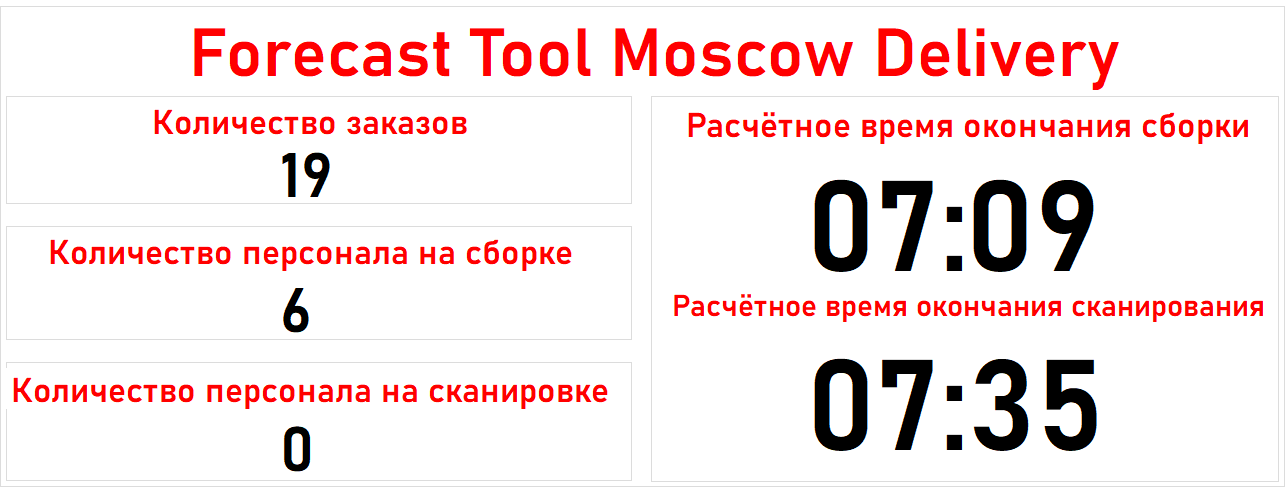 Forecast Tool Moscow Delivery
Количество заказов
19
Количество персонала на сборке
6
Количество персонала на сканировке
0
Расчётное время окончания сборки
07:09
Расчётное время окончания сканирования
07:35